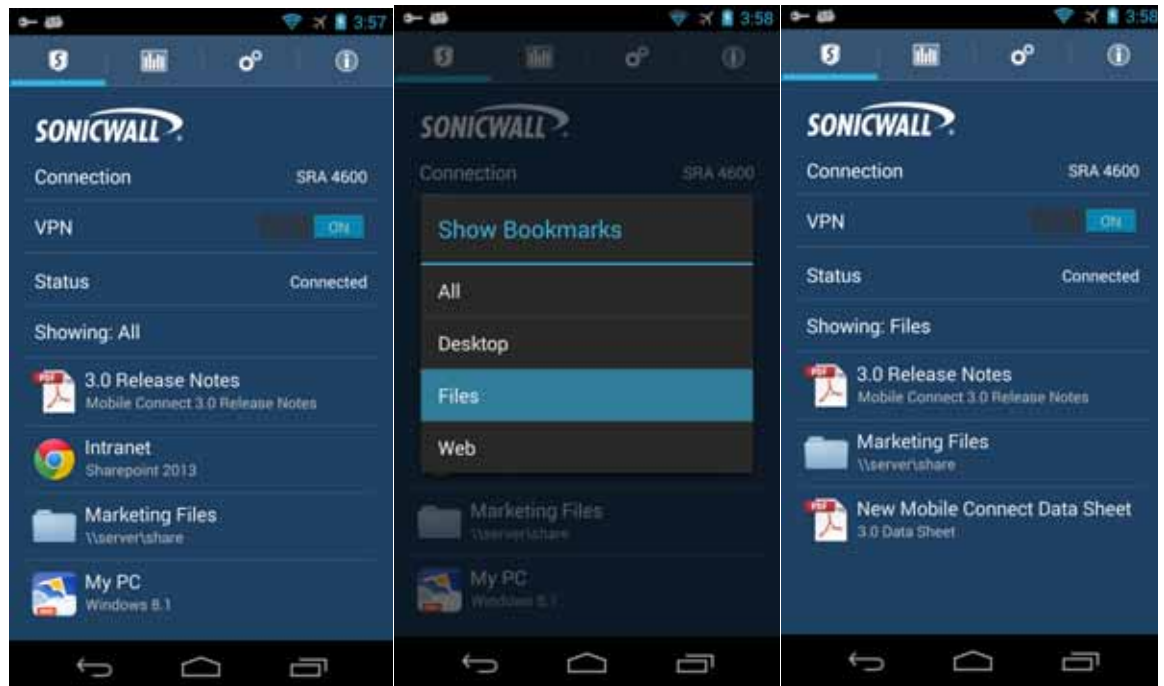 3:57
SONICWALL
Connection SRA 4600
VPN ON
Status Connected
Showing: All
3.0 Release Notes
Mobile Connect 3.0 Release Notes
Intranet
Sharepoint 2013
Marketing Files
\\server\share
My PC
Windows 8.1
3:58
SONICWALL
Connection SRA 4600
Show Bookmarks
All
Desktop
Files
Web
Marketing Files
\\server\share
My PC
Windows 8.1
3:58
SONICWALL
Connection SRA 4600
VPN ON
Status Connected
Showing: Files
3.0 Release Notes
Mobile Connect 3.0 Release Notes
Marketing Files
\\server\share
New Mobile Connect Data Sheet
3.0 Data Sheet